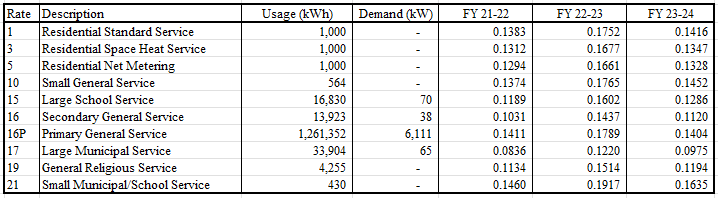 Rate Description Usage (kWh) Demand (kW) FY 21-22 FY 22-23 FY 23-24
1 Residential Standard Service 1,000 - 0.1383 0.1752 0.1416
3 Residential Space Heat Service 1,000 - 0.1312 0.1677 0.1347
5 Residential Net Metering 1,000 - 0.1294 0.1661 0.1328
10 Small General Service 564 - 0.1374 0.1765 0.1452
15 Large School Service 16,830 70 0.1189 0.1602 0.1286
16 Secondary General Service 13,923 38 0.1031 0.1437 0.1120
16P Primary General Service 1,261,352 6,111 0.1411 0.1789 0.1404
17 Large Municipal Service 33,904 65 0.0836 0.1220 0.0975
19 General Religious Service 4,255 - 0.1134 0.1514 0.1194
21 Small Municipal/School Service 430 - 0.1460 0.1917 0.1635